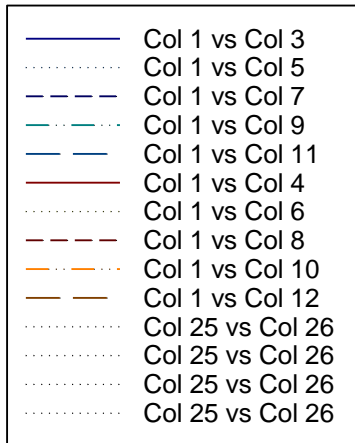 Col 1 vs Col 3
Col 1 vs Col 5
Col 1 vs Col 7
Col 1 vs Col 9
Col 1 vs Col 11
Col 1 vs Col 4
Col 1 vs Col 6
Col 1 vs Col 8
Col 1 vs Col 10
Col 1 vs Col 12
Col 25 vs Col 26
Col 25 vs Col 26
Col 25 vs Col 26
Col 25 vs Col 26